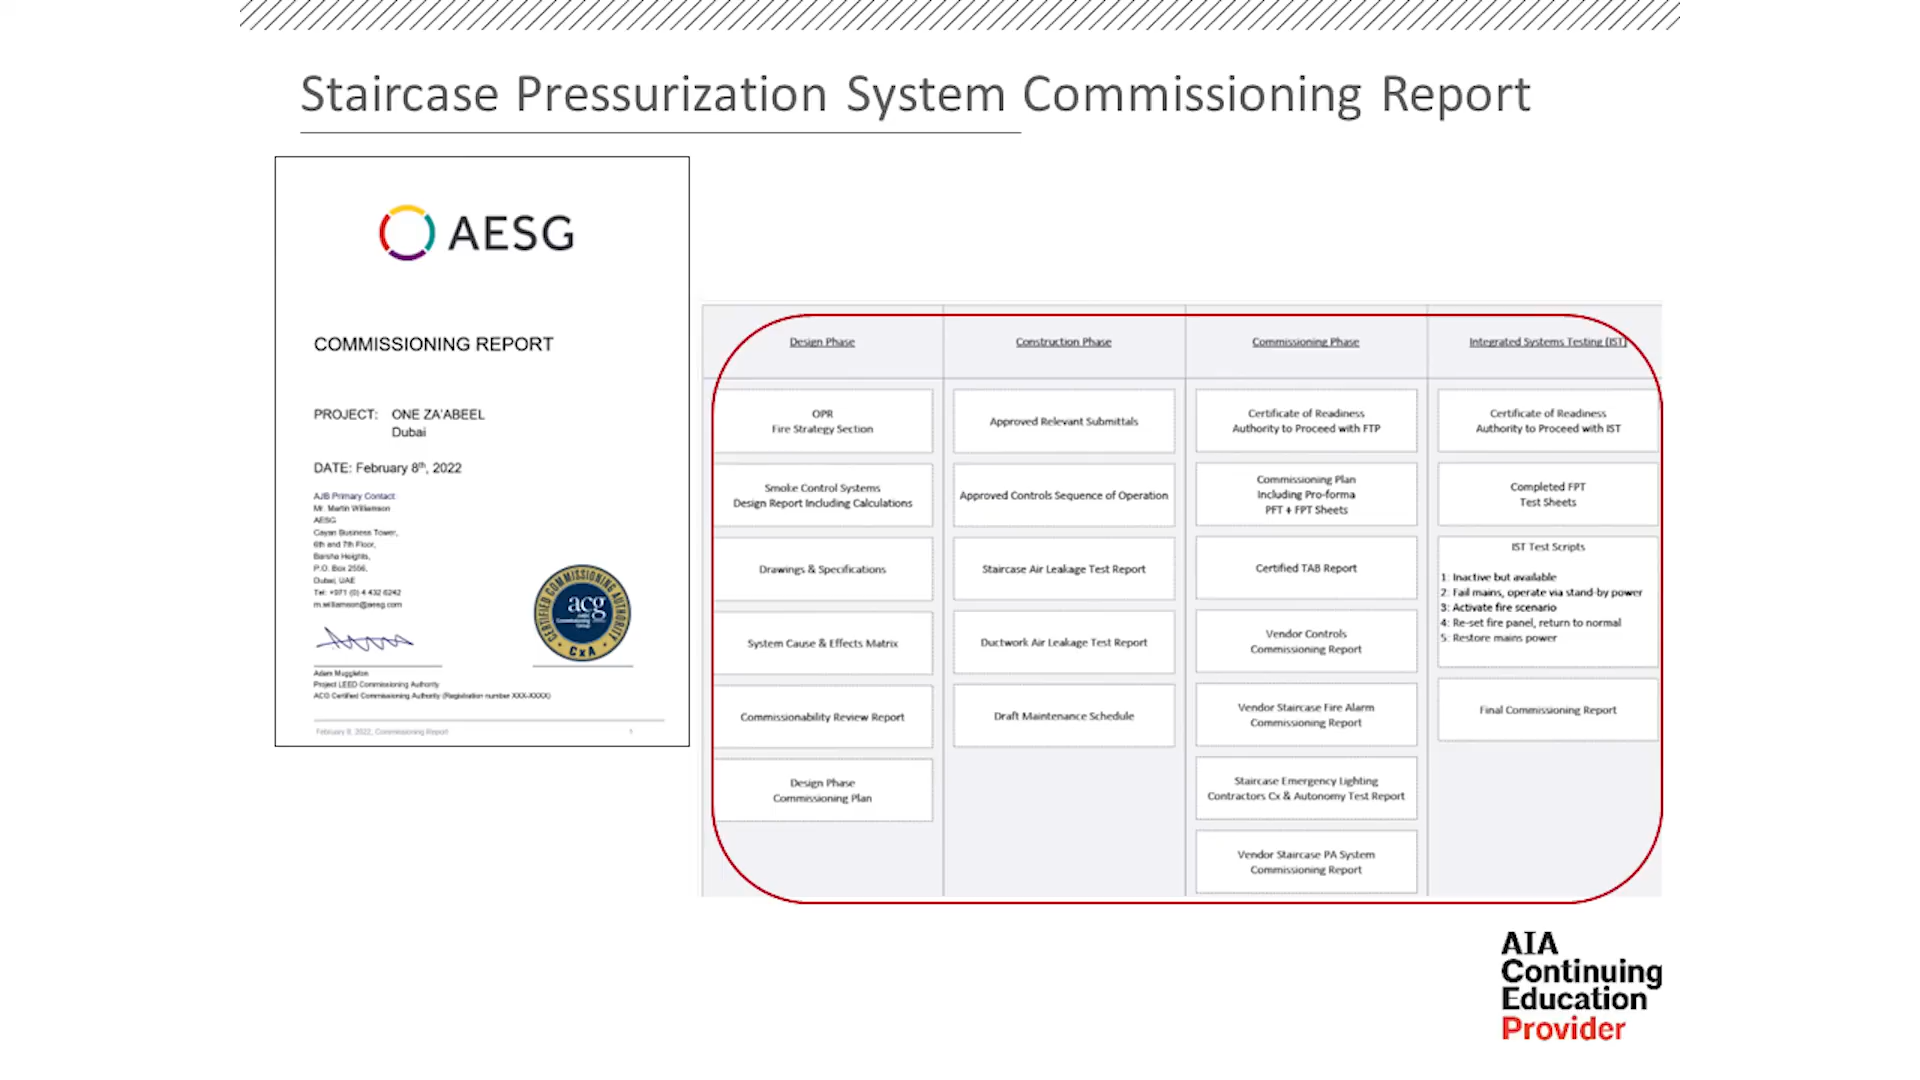 Staircase Pressurization System Commissioning Report
AESG
COMMISSIONING REPORT
PROJECT: ONE ZA'ABEEL
Dubai
DATE: February 8th, 2022
AJB Primary Contact:
Mr. Martin Williamson
AESG
Cayan Business Tower,
6th and 7th Floor,
Barsha Heights,
P.O. Box 2556,
Dubai, UAE
Tel: +971 (0) 4 432 6242
m.williamson@aesg.com
CERTIFIED COMMISSIONING AUTHORITY
acg
Commissioning
Group
CxA
Adam Muggleton
Project LEED Commissioning Authority
ACG Certified Commissioning Authority (Registration number XXX-XXXX)
February 9, 2022, Commissioning Report 1
Design Phase
OPR
Fire Strategy Section
Smoke Control Systems
Design Report Including Calculations
Drawings & Specifications
System Cause & Effects Matrix
Commissionability Review Report
Design Phase
Commissioning Plan
Construction Phase
Approved Relevant Submittals
Approved Controls Sequence of Operation
Staircase Air Leakage Test Report
Ductwork Air Leakage Test Report
Draft Maintenance Schedule
Commissioning Phase
Certificate of Readiness
Authority to Proceed with FTP
Commissioning Plan
Including Pro-forma
PFT + FPT Sheets
Certified TAB Report
Vendor Controls
Commissioning Report
Vendor Staircase Fire Alarm
Commissioning Report
Staircase Emergency Lighting
Contractors Cx & Autonomy Test Report
Vendor Staircase PA System
Commissioning Report
Integrated Systems Testing (IST)
Certificate of Readiness
Authority to Proceed with IST
Completed FPT
Test Sheets
IST Test Scripts
1: Inactive but available
2: Fail mains, operate via stand-by power
3: Activate fire scenario
4: Re-set fire panel, return to normal
5: Restore mains power
Final Commissioning Report
AIA
Continuing
Education
Provider